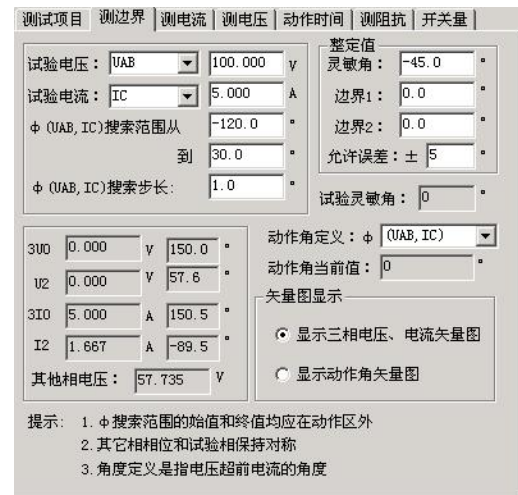 测试项目 测边界 测电流 测电压 动作时间 测阻抗 开关量
试验电压： UAB 100.000 V
试验电流： IC 5.000 A
φ (UAB, IC)搜索范围从 -120.0 °
到 30.0 °
φ (UAB, IC)搜索步长: 1.0 °
整定值
灵敏角： -45.0 °
边界1： 0.0 °
边界2： 0.0 °
允许误差：± 5 °
试验灵敏角： 0 °
3U0 0.000 V 150.0 °
U2 0.000 V 57.6 °
3I0 5.000 A 150.5 °
I2 1.667 A -89.5 °
其他相电压： 57.735 V
动作角定义：φ (UAB, IC)
动作角当前值： 0 °
矢量图显示
显示三相电压、电流矢量图
显示动作角矢量图
提示: 1. φ搜索范围的始值和终值均应在动作区外
2. 其它相相位和试验相保持对称
3. 角度定义是指电压超前电流的角度